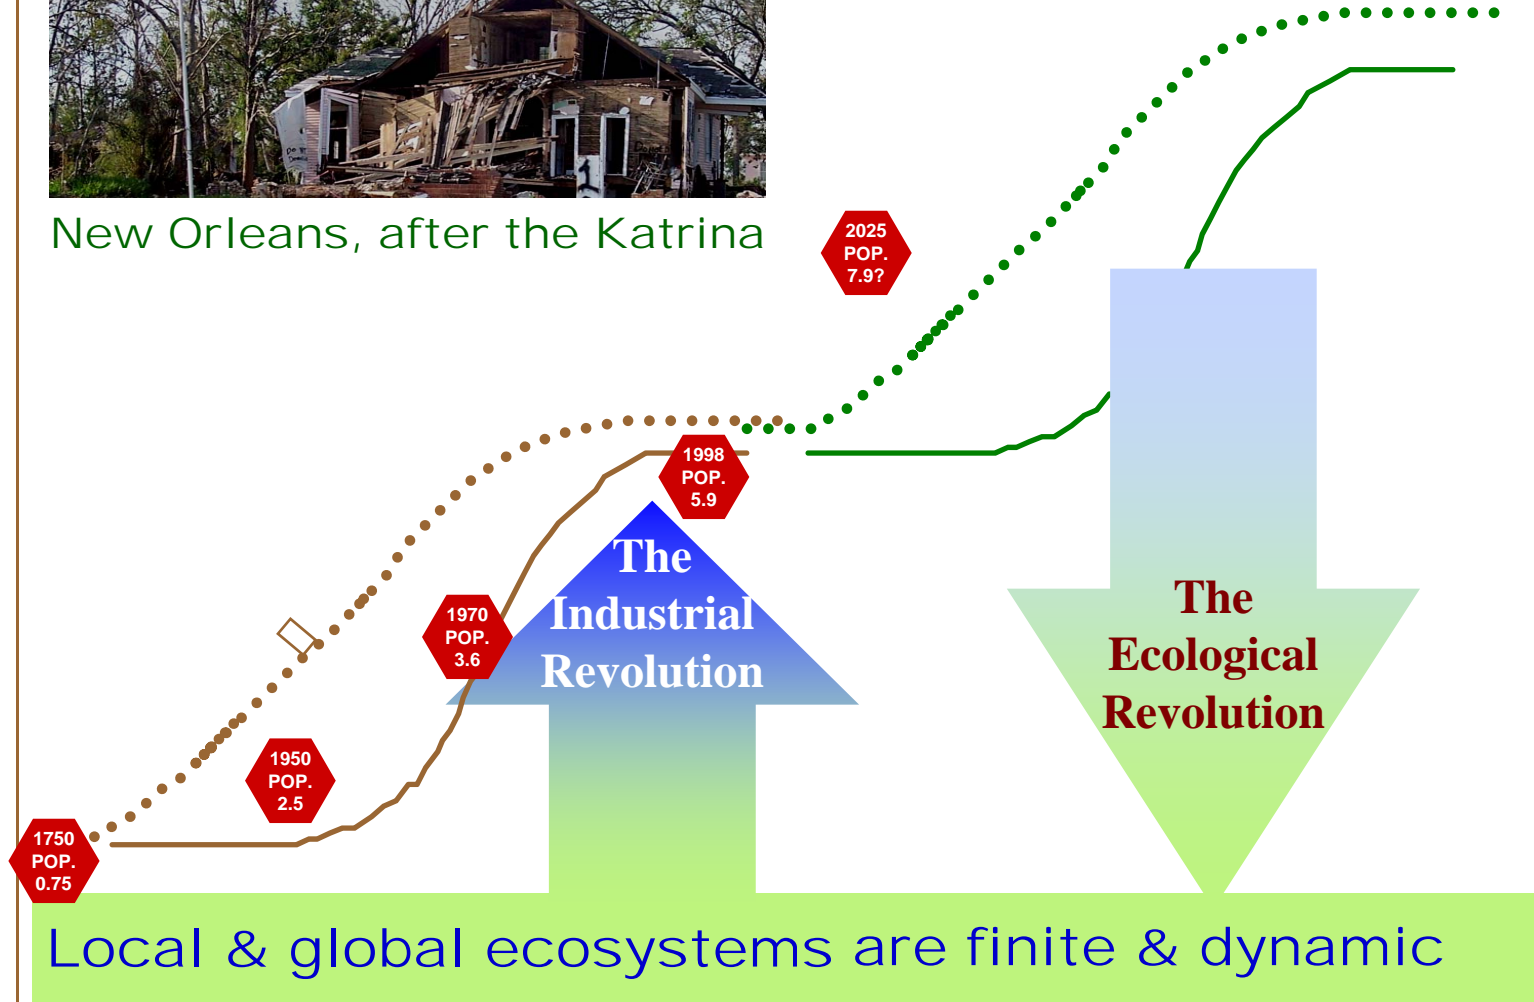 New Orleans, after the Katrina
2025
POP.
7.9?
1998
POP.
5.9
The
Industrial
Revolution
1970
POP.
3.6
The
Ecological
Revolution
1950
POP.
2.5
1750
POP.
0.75
Local & global ecosystems are finite & dynamic